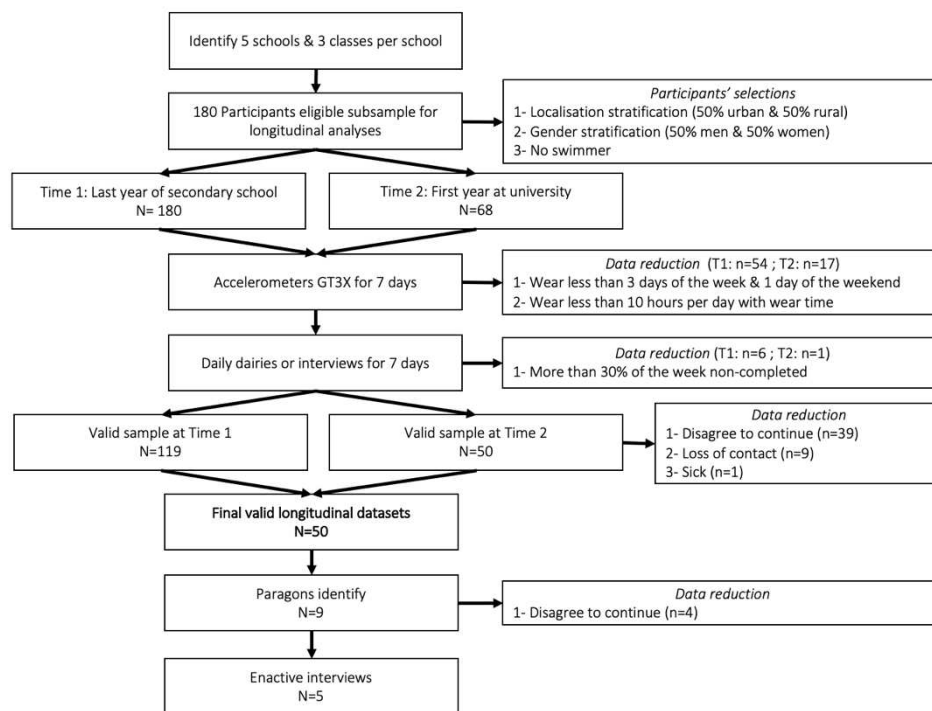 Identify 5 schools & 3 classes per school
180 Participants eligible subsample for
longitudinal analyses
Participants' selections
1- Localisation stratification (50% urban & 50% rural)
2- Gender stratification (50% men & 50% women)
3- No swimmer
Time 1: Last year of secondary school
N= 180
Time 2: First year at university
N=68
Accelerometers GT3X for 7 days
Data reduction (T1: n=54 ; T2: n=17)
1- Wear less than 3 days of the week & 1 day of the weekend
2- Wear less than 10 hours per day with wear time
Daily dairies or interviews for 7 days
Data reduction (T1: n=6 ; T2: n=1)
1- More than 30% of the week non-completed
Valid sample at Time 1
N=119
Valid sample at Time 2
N=50
Data reduction
1- Disagree to continue (n=39)
2- Loss of contact (n=9)
3- Sick (n=1)
Final valid longitudinal datasets
N=50
Paragons identify
N=9
Data reduction
1- Disagree to continue (n=4)
Enactive interviews
N=5